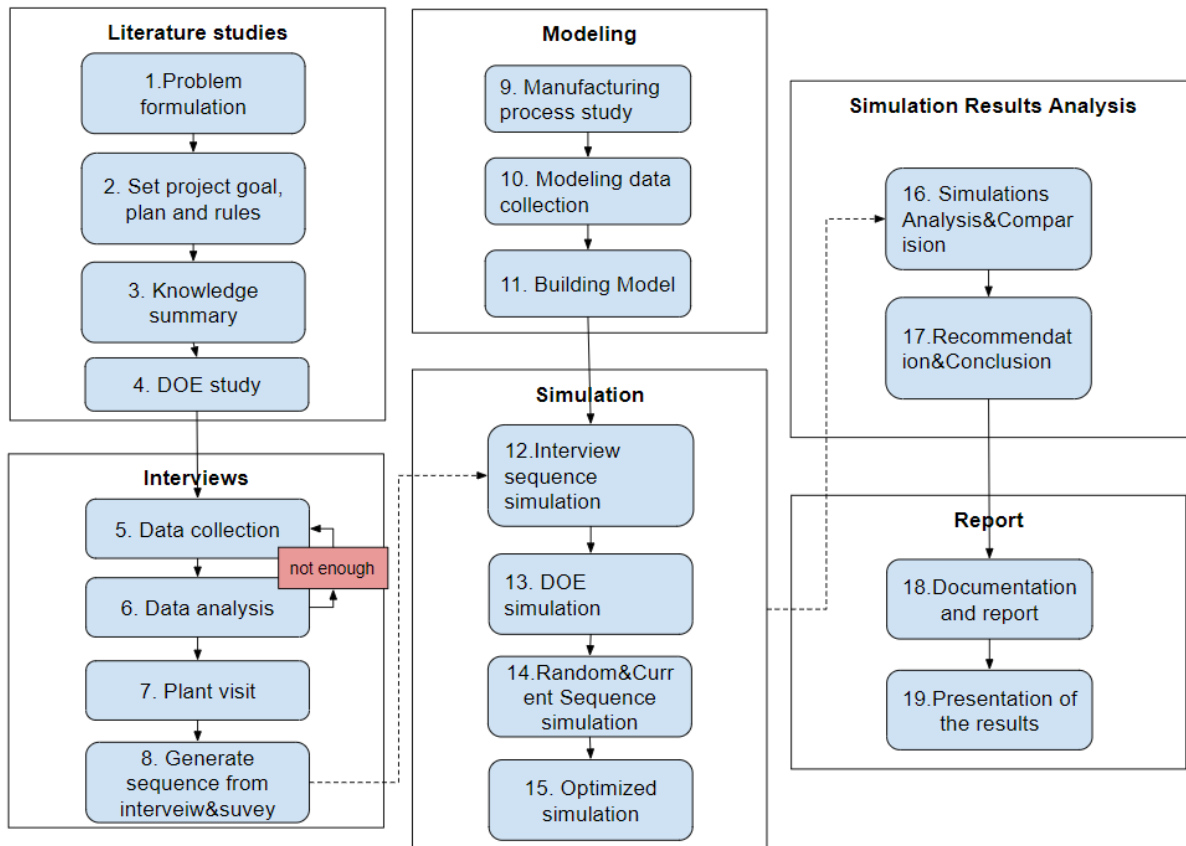 Literature studies
1.Problem
formulation
2. Set project goal,
plan and rules
3. Knowledge
summary
4. DOE study
Interviews
5. Data collection
not enough
6. Data analysis
7. Plant visit
8. Generate
sequence from
interveiw&suvey
Modeling
9. Manufacturing
process study
10. Modeling data
collection
11. Building Model
Simulation
12.Interview
sequence
simulation
13. DOE
simulation
14.Random&Curr
ent Sequence
simulation
15. Optimized
simulation
Simulation Results Analysis
16. Simulations
Analysis&Compar
ision
17.Recommendat
ion&Conclusion
Report
18.Documentation
and report
19.Presentation of
the results